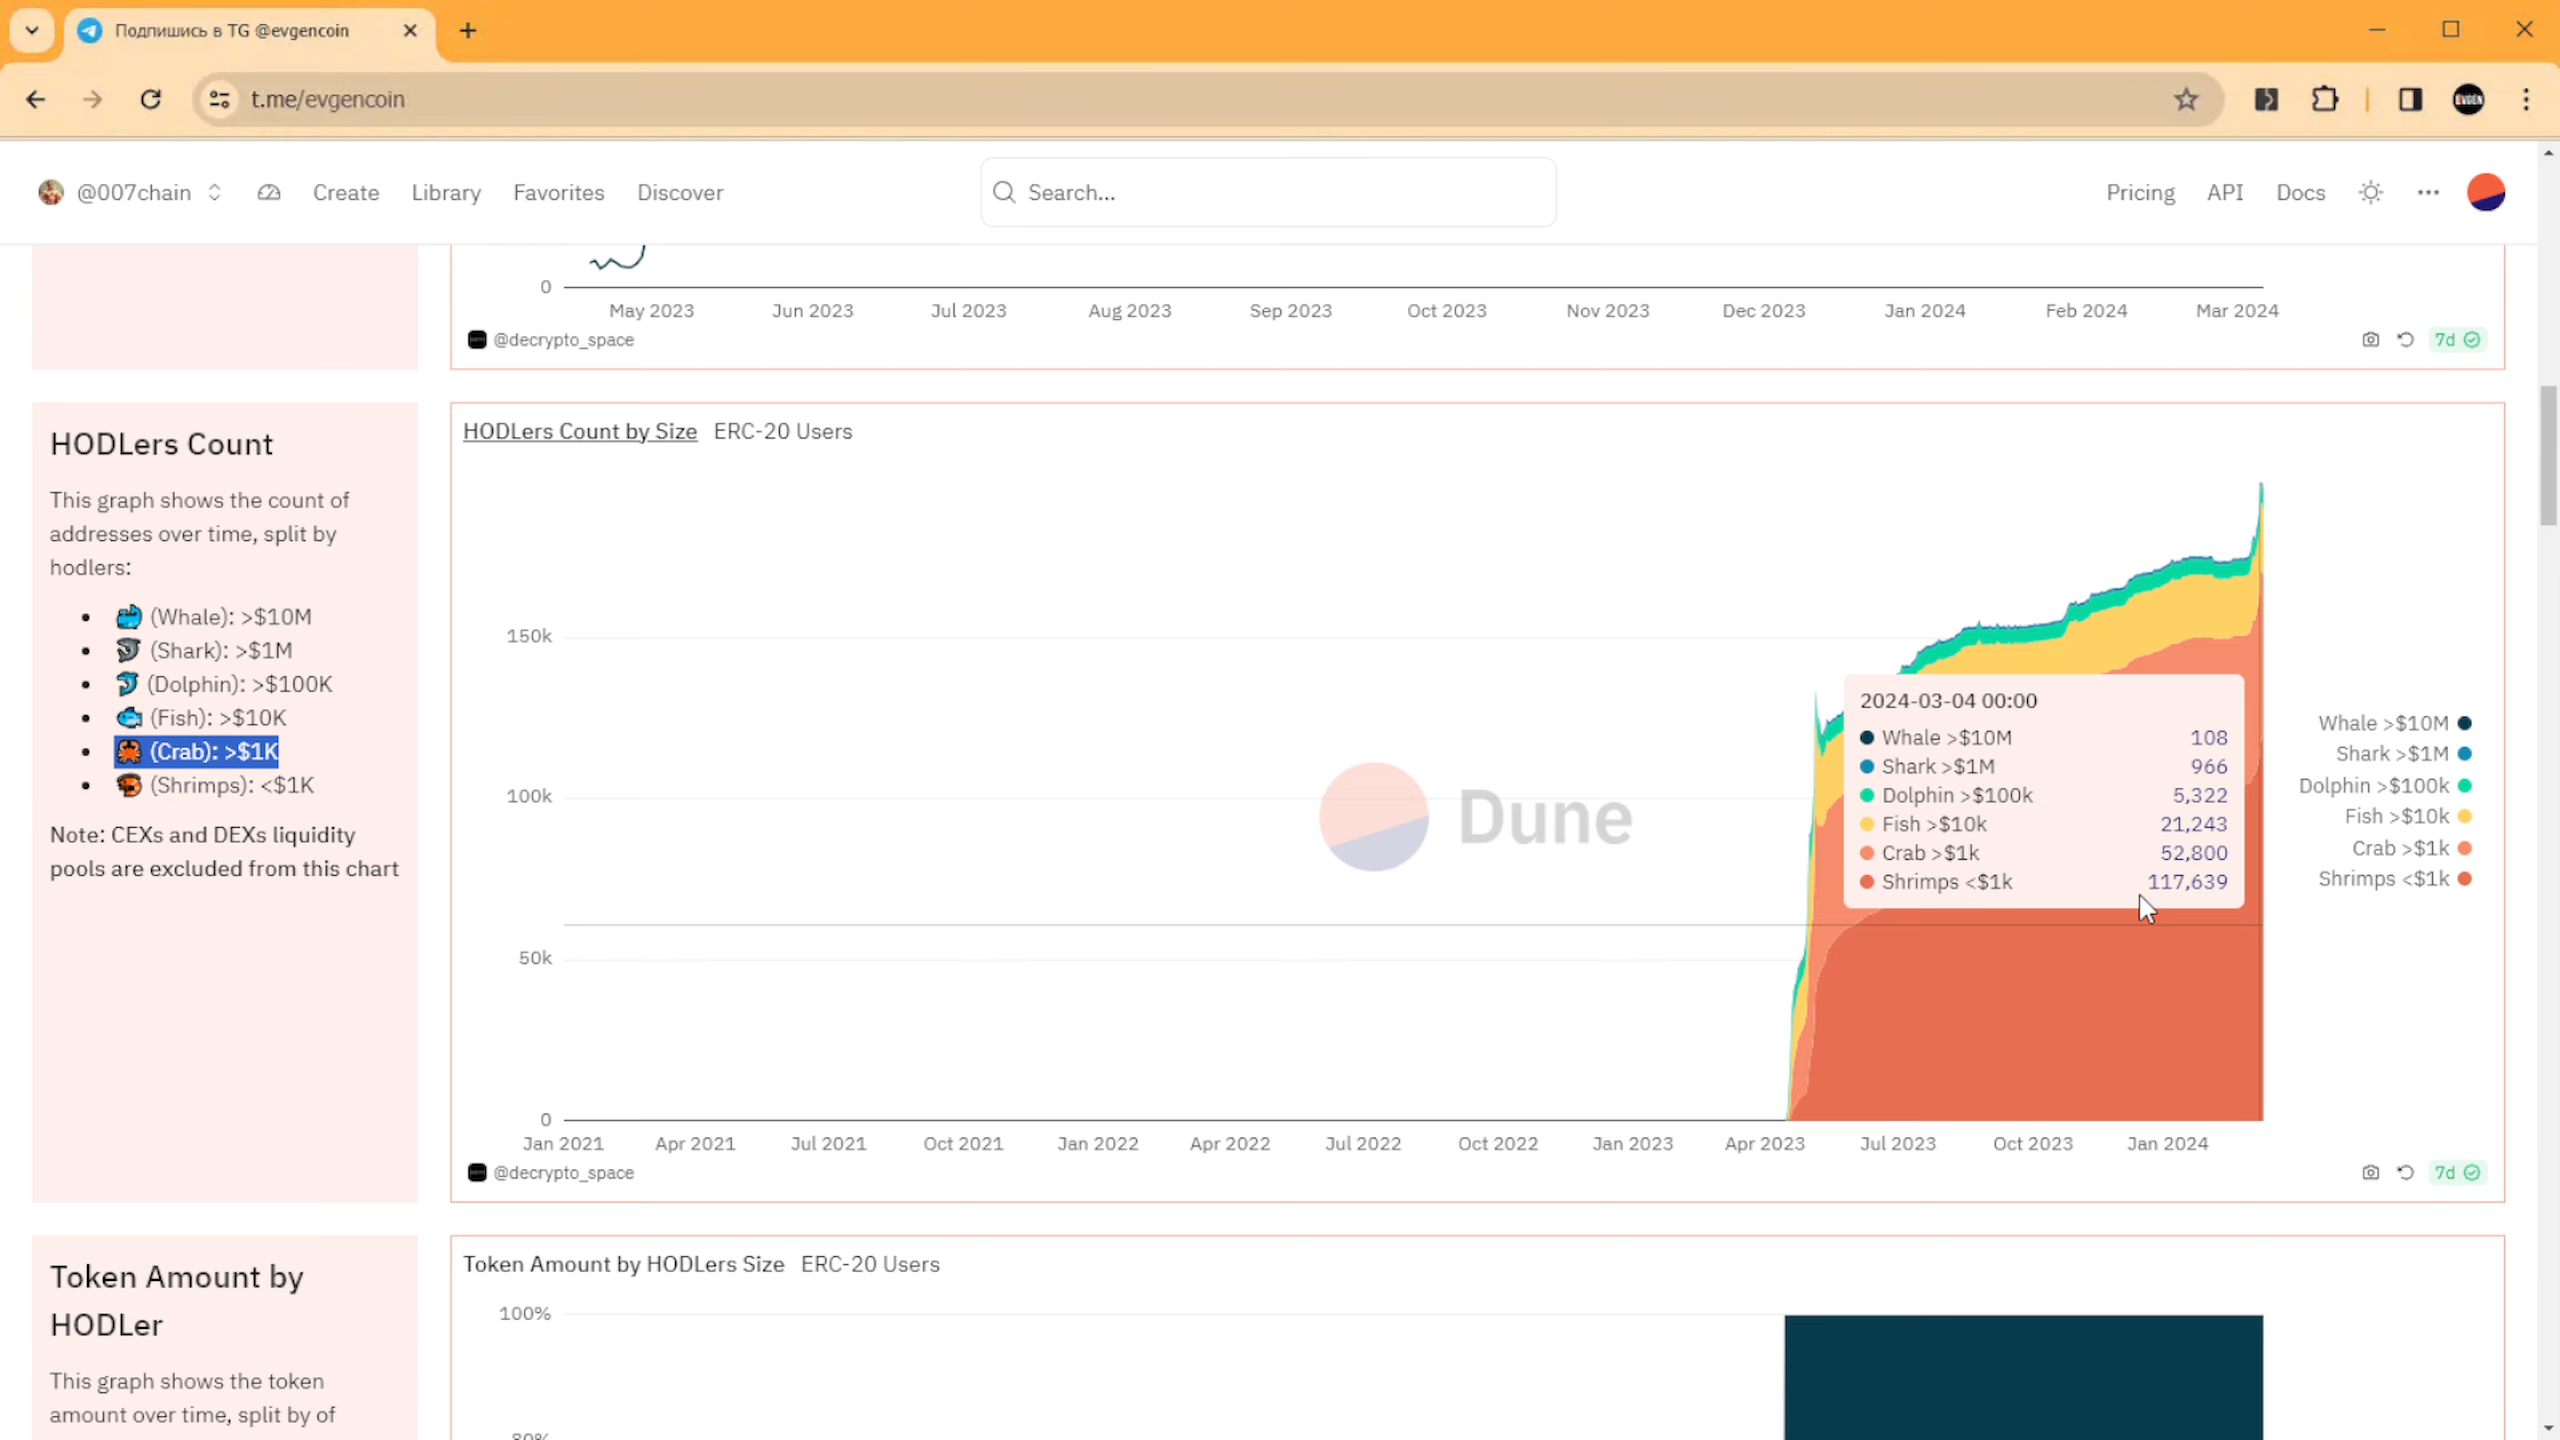 Подпишись в TG @evgencoin
t.me/evgencoin
EVGEN
@007chain
Create
Library
Favorites
Discover
Search...
Pricing
API
Docs
0
May 2023
Jun 2023
Jul 2023
Aug 2023
Sep 2023
Oct 2023
Nov 2023
Dec 2023
Jan 2024
Feb 2024
Mar 2024
@decrypto_space
7d
HODLers Count
This graph shows the count of
addresses over time, split by
hodlers:
(Whale): >$10M
(Shark): >$1M
(Dolphin): >$100K
(Fish): >$10K
(Crab): >$1K
(Shrimps): <$1K
Note: CEXs and DEXs liquidity
pools are excluded from this chart
HODLers Count by Size ERC-20 Users
150k
100k
50k
0
Dune
2024-03-04 00:00
Whale >$10M 108
Shark >$1M 966
Dolphin >$100k 5,322
Fish >$10k 21,243
Crab >$1k 52,800
Shrimps <$1k 117,639
Whale >$10M
Shark >$1M
Dolphin >$100k
Fish >$10k
Crab >$1k
Shrimps <$1k
Jan 2021
Apr 2021
Jul 2021
Oct 2021
Jan 2022
Apr 2022
Jul 2022
Oct 2022
Jan 2023
Apr 2023
Jul 2023
Oct 2023
Jan 2024
@decrypto_space
7d
Token Amount by
HODLer
This graph shows the token
amount over time, split by of
Token Amount by HODLers Size ERC-20 Users
100%
80%